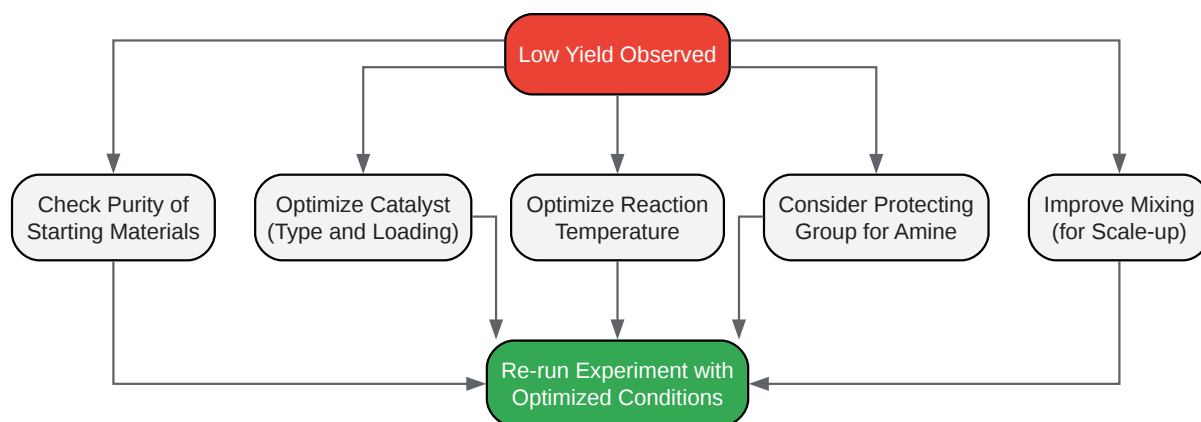 Low Yield Observed
Check Purity of
Starting Materials
Optimize Catalyst
(Type and Loading)
Optimize Reaction
Temperature
Consider Protecting
Group for Amine
Improve Mixing
(for Scale-up)
Re-run Experiment with
Optimized Conditions